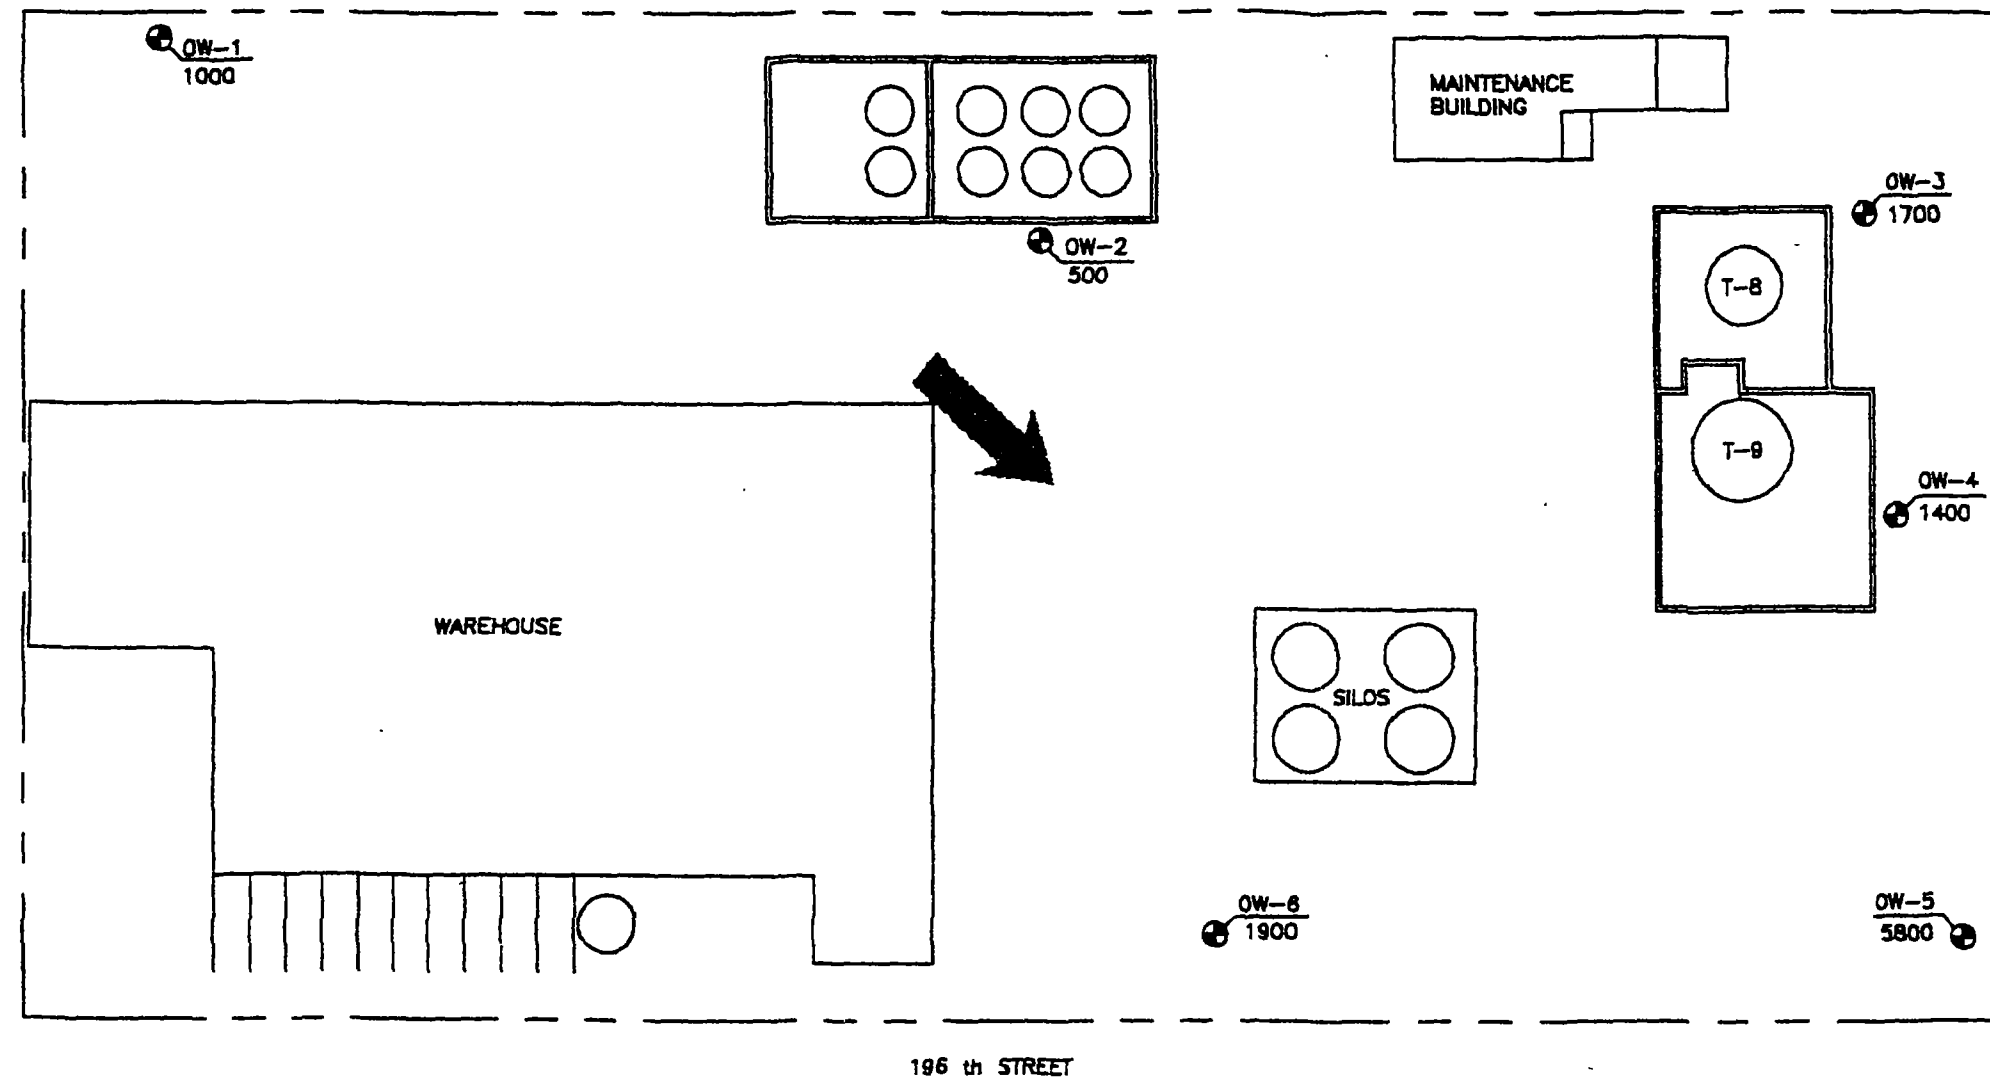 OW-1
1000
MAINTENANCE
BUILDING
OW-3
1700
OW-2
500
T-8
T-9
OW-4
1400
WAREHOUSE
SILOS
OW-6
1900
OW-5
5800
196 th STREET